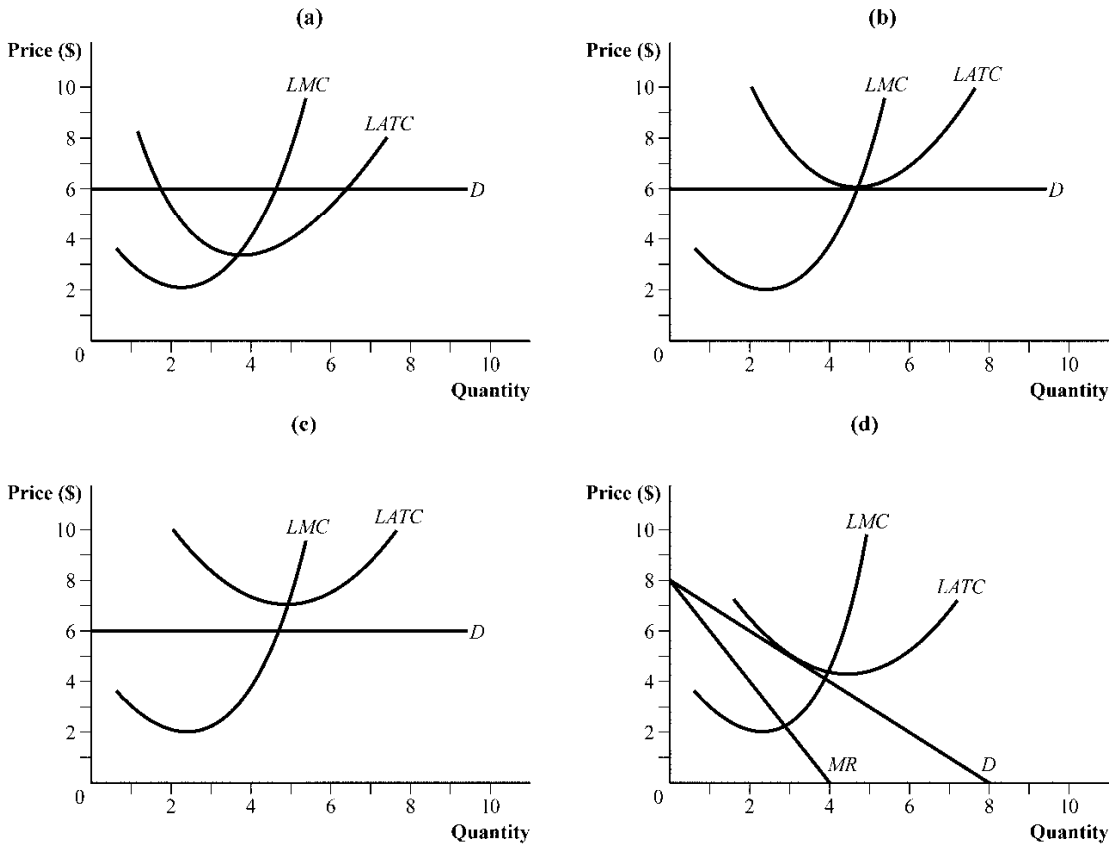 (a)
Price ($)
LMC
LATC
D
10
8
6
4
2
0
2 4 6 8 10
Quantity
(b)
Price ($)
LMC
LATC
D
10
8
6
4
2
0
2 4 6 8 10
Quantity
(c)
Price ($)
LMC
LATC
D
10
8
6
4
2
0
2 4 6 8 10
Quantity
(d)
Price ($)
LMC
LATC
MR
D
10
8
6
4
2
0
2 4 6 8 10
Quantity